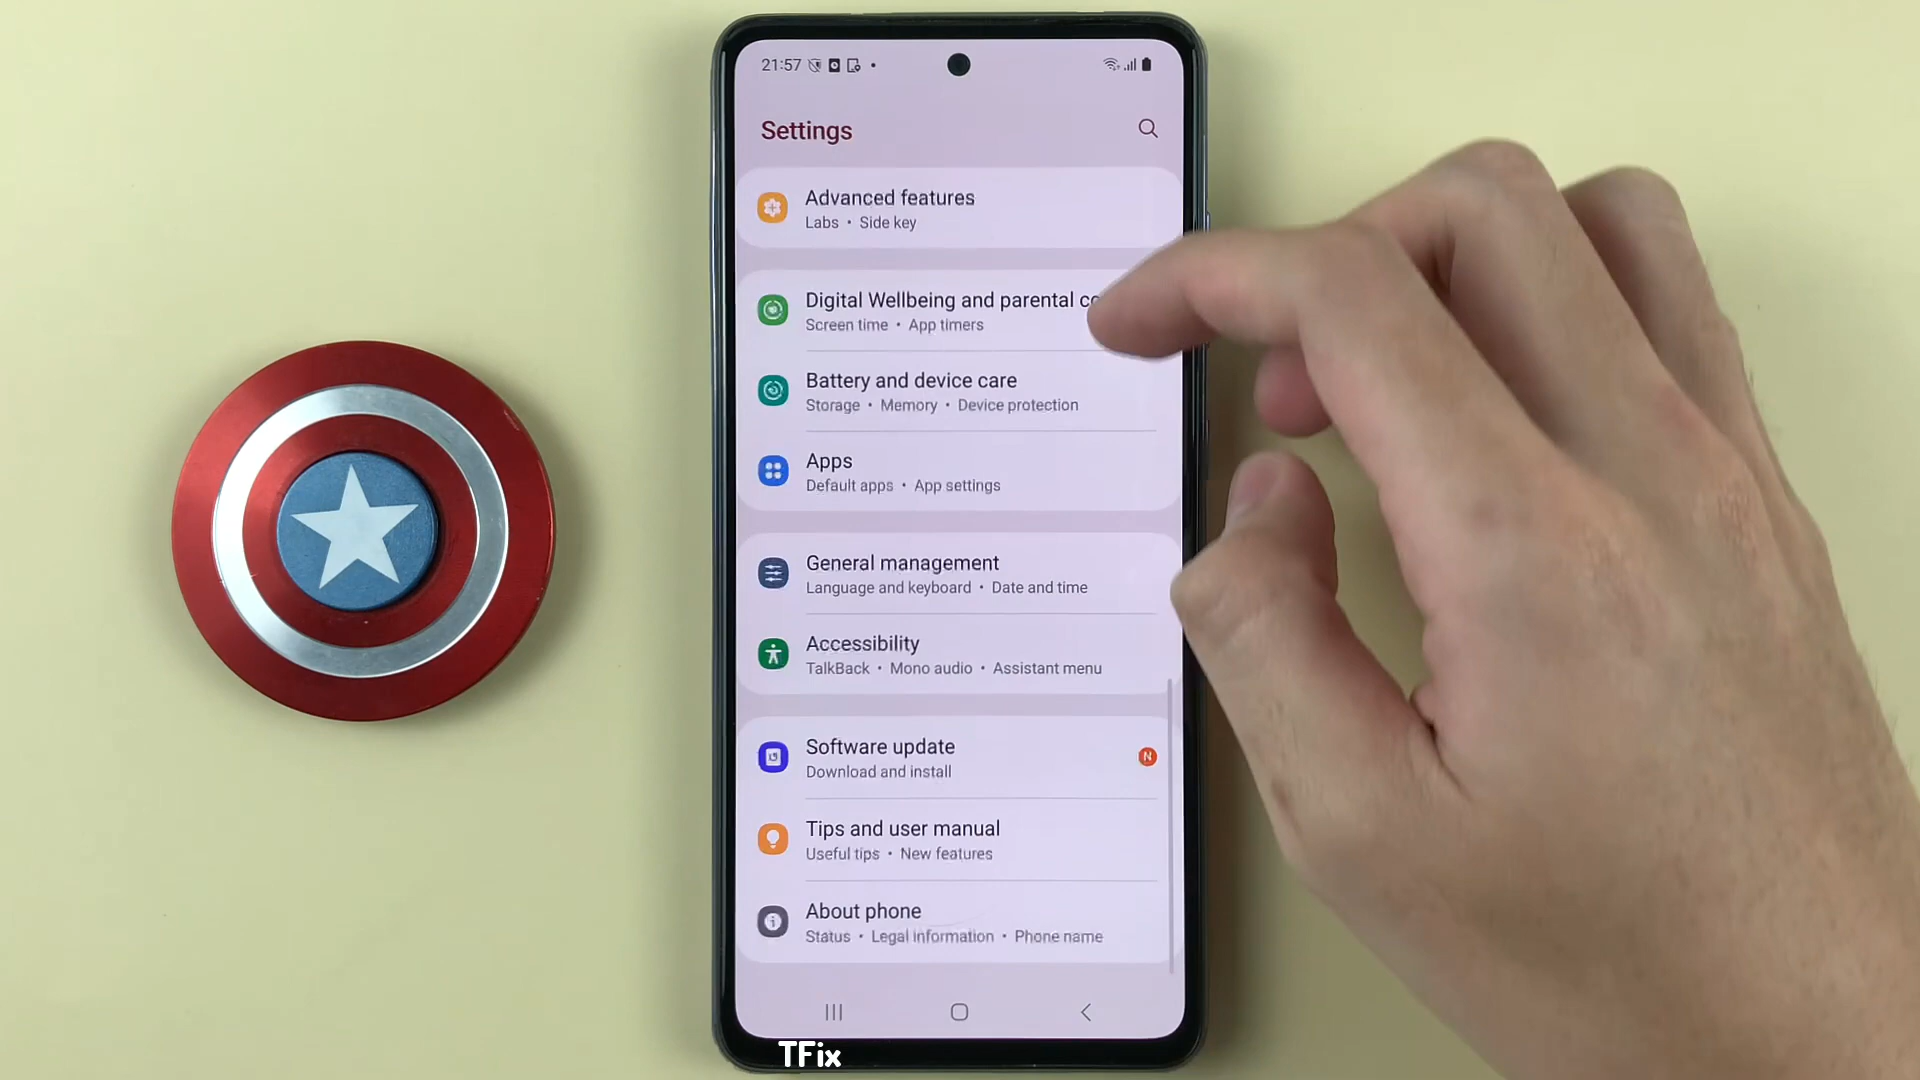 21:57
Settings
Advanced features
Labs • Side key
Digital Wellbeing and parental
Screen time • App timers
Battery and device care
Storage • Memory • Device protection
Apps
Default apps • App settings
General management
Language and keyboard • Date and time
Accessibility
TalkBack • Mono audio • Assistant menu
Software update
N
Download and install
Tips and user manual
Useful tips • New features
About phone
Status • Legal information • Phone name
TFix